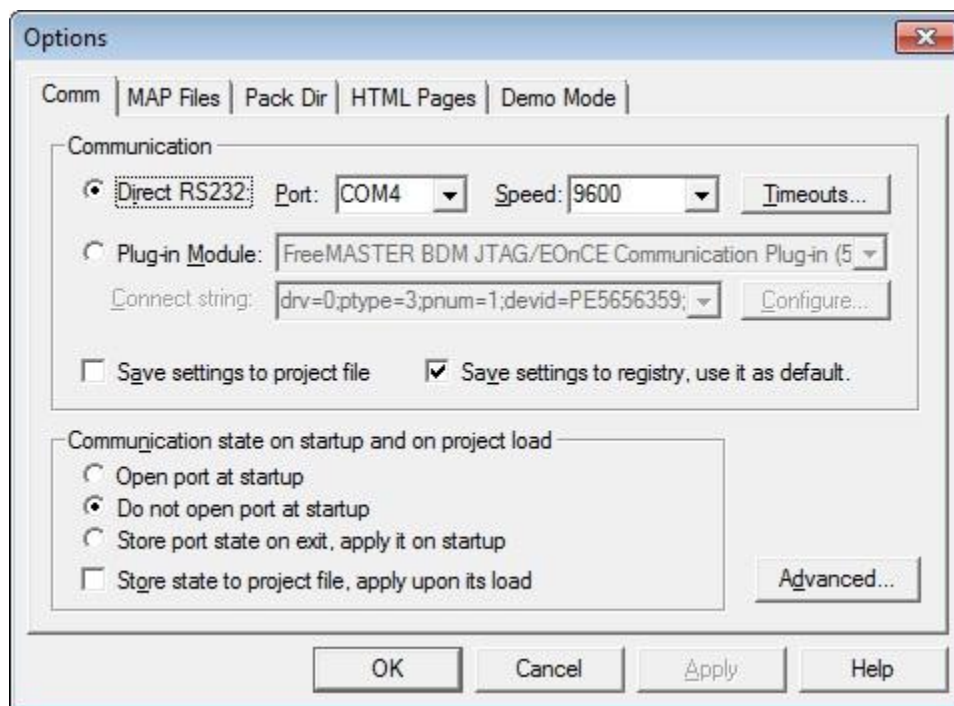 Options
Comm MAP Files Pack Dir HTML Pages Demo Mode
Communication
Direct RS232: Port: COM4 Speed: 9600 Timeouts...
Plug-in Module: FreeMASTER BDM JTAG/EOnCE Communication Plug-in (5
Connect string: drv=0;ptype=3;pnum=1;devid=PE5656359; Configure...
Save settings to project file Save settings to registry, use it as default.
Communication state on startup and on project load
Open port at startup
Do not open port at startup
Store port state on exit, apply it on startup
Store state to project file, apply upon its load
Advanced...
OK Cancel Apply Help